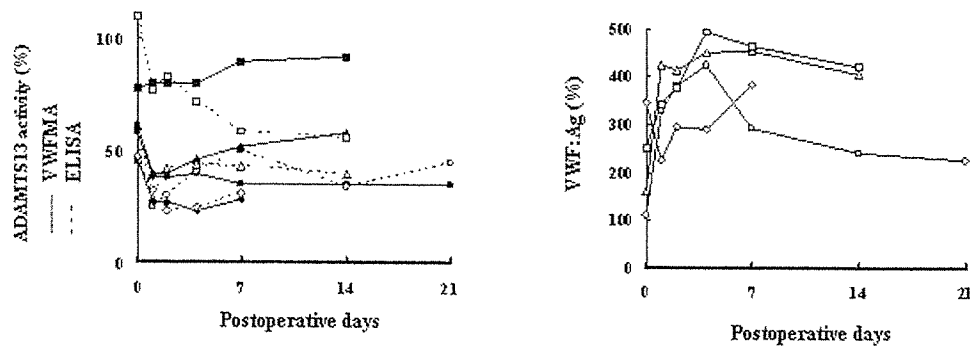 ADAMTS13 activity (%)
VWFMA
ELISA
100
50
0
0
7
14
21
Postoperative days
VWF:Ag (%)
500
400
300
200
100
0
0
7
14
21
Postoperative days